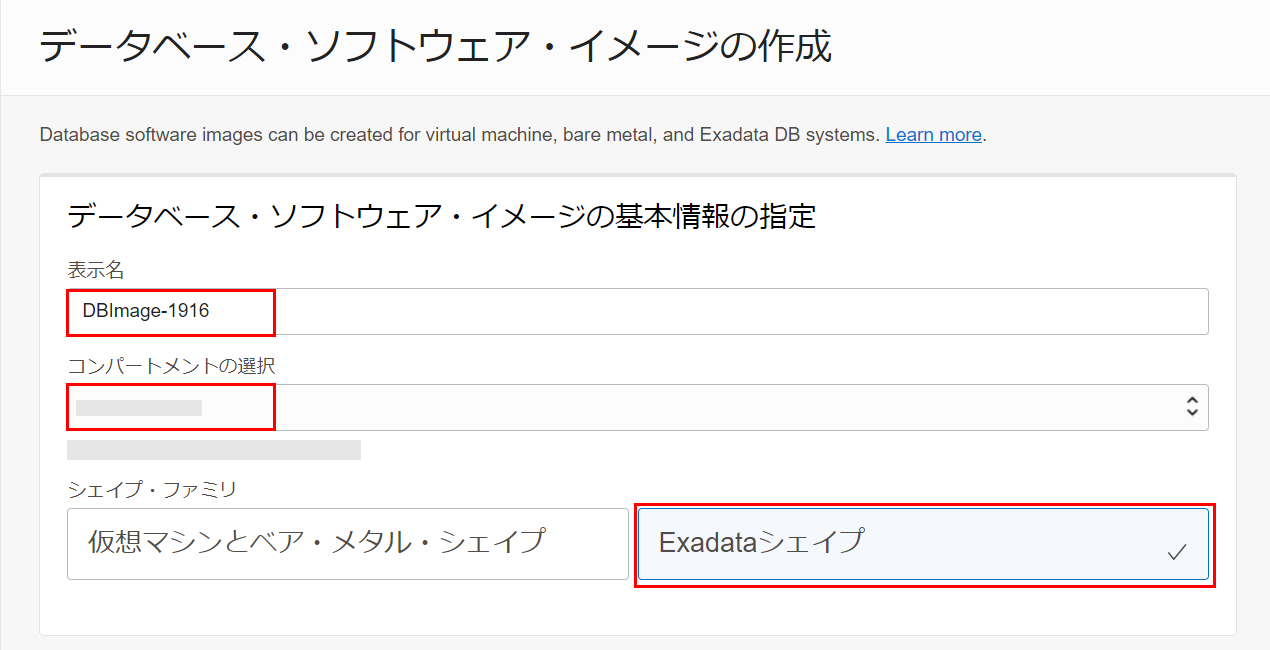 データベース・ソフトウェア・イメージの作成
Database software images can be created for virtual machine, bare metal, and Exadata DB systems. Learn more.
データベース・ソフトウェア・イメージの基本情報の指定
表示名
DBImage-1916
コンパートメントの選択
シェイプ・ファミリ
仮想マシンとベア・メタル・シェイプ
Exadataシェイプ